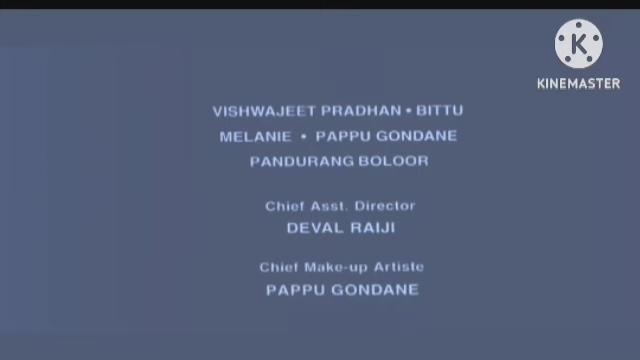 K
KINEMASTER
VISHWAJEET PRADHAN • BITTU
MELANIE • PAPPU GONDANE
PANDURANG BOLOOR
Chief Asst. Director
DEVAL RAIJI
Chief Make-up Artiste
PAPPU GONDANE